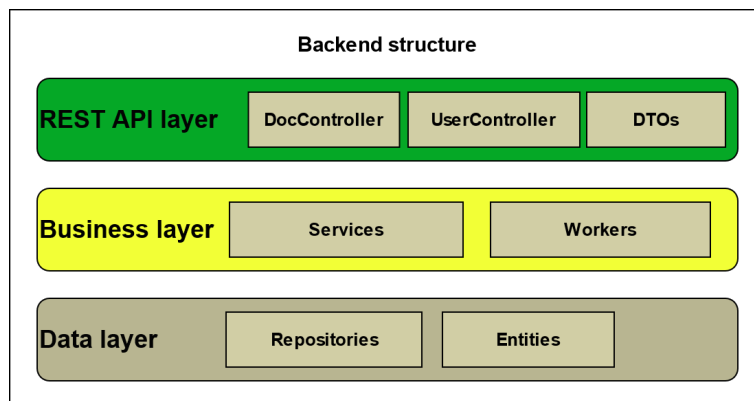 Backend structure
REST API layer DocController UserController DTOs
Business layer Services Workers
Data layer Repositories Entities